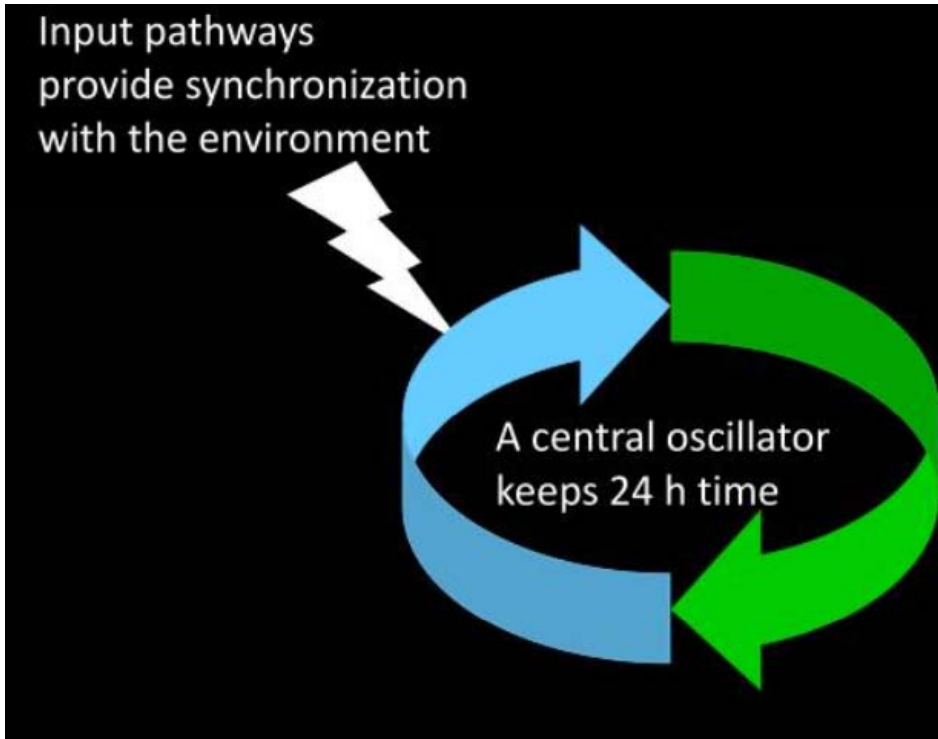 Input pathways
provide synchronization
with the environment
A central oscillator
keeps 24 h time